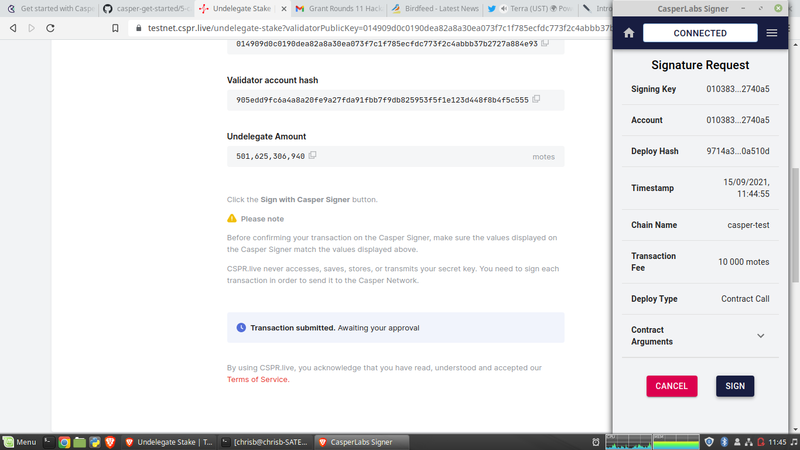 Get started with Casp
casper-get-started/5-
Undelegate Stake
Grant Rounds 11 Hack
Birdfeed - Latest News
Terra (UST) 🌍 Pow
Intro
testnet.cspr.live/undelegate-stake?validatorPublicKey=014909d0c0190dea82a8a30ea073f7c1f785ecfdc773f2c4abbb37b
014909d0c0190dea82a8a30ea073f7c1f785ecfdc773f2c4abbb37b2727a884e93
Validator account hash
905edd9fc6a4a8a20fe9a27fda91fbb7f9db825953f5f1e123d448f8b4f5c555
Undelegate Amount
501,625,306,940
motes
Click the Sign with Casper Signer button.
Please note
Before confirming your transaction on the Casper Signer, make sure the values displayed on
the Casper Signer match the values displayed above.
CSPR.live never accesses, saves, stores, or transmits your secret key. You need to sign each
transaction in order to send it to the Casper Network.
Transaction submitted. Awaiting your approval
By using CSPR.live, you acknowledge that you have read, understood and accepted our
Terms of Service.
CasperLabs Signer
CONNECTED
Signature Request
Signing Key
010383...2740a5
Account
010383...2740a5
Deploy Hash
9714a3...0a510d
Timestamp
15/09/2021,
11:44:55
Chain Name
casper-test
Transaction
Fee
10 000 motes
Deploy Type
Contract Call
Contract
Arguments
CANCEL
SIGN
Menu
Undelegate Stake | T...
[chrisb@chrisb-SATE...
CasperLabs Signer
11:45